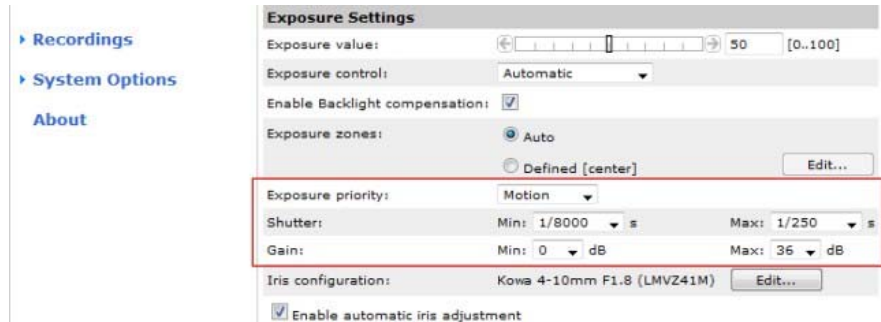 Recordings
System Options
About
Exposure Settings
Exposure value: 50 [0..100]
Exposure control: Automatic
Enable Backlight compensation:
Exposure zones: Auto
Defined [center] Edit...
Exposure priority: Motion
Shutter: Min: 1/8000 s Max: 1/250 s
Gain: Min: 0 dB Max: 36 dB
Iris configuration: Kowa 4-10mm F1.8 (LMVZ41M) Edit...
Enable automatic iris adjustment